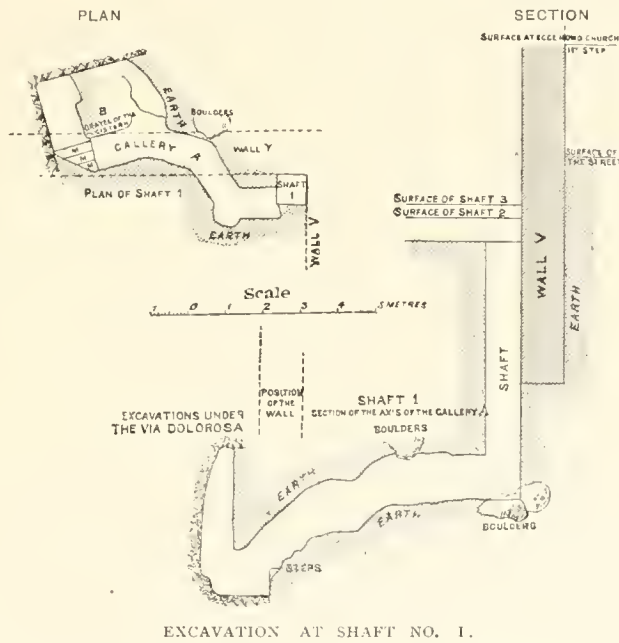 PLAN
SECTION
SURFACE AT ECCE HOMO CHURCH
1ST STEP
EARTH
BOULDERS
B
GRAVEL OF THE
CISTERN
GALLERY A
WALL Y
M
M
M
PLAN OF SHAFT 1
SHAFT
1
EARTH
WALL V
SURFACE OF
THE STREET
SURFACE OF SHAFT 3
SURFACE OF SHAFT 2
WALL V
EARTH
SHAFT
Scale
1 0 1 2 3 4 5 METRES
POSITION
OF THE
WALL
EXCAVATIONS UNDER
THE VIA DOLOROSA
SHAFT 1
SECTION OF THE AXIS OF THE GALLERY A
BOULDERS
EARTH
EARTH
STEPS
BOULDERS
EXCAVATION AT SHAFT NO. 1.